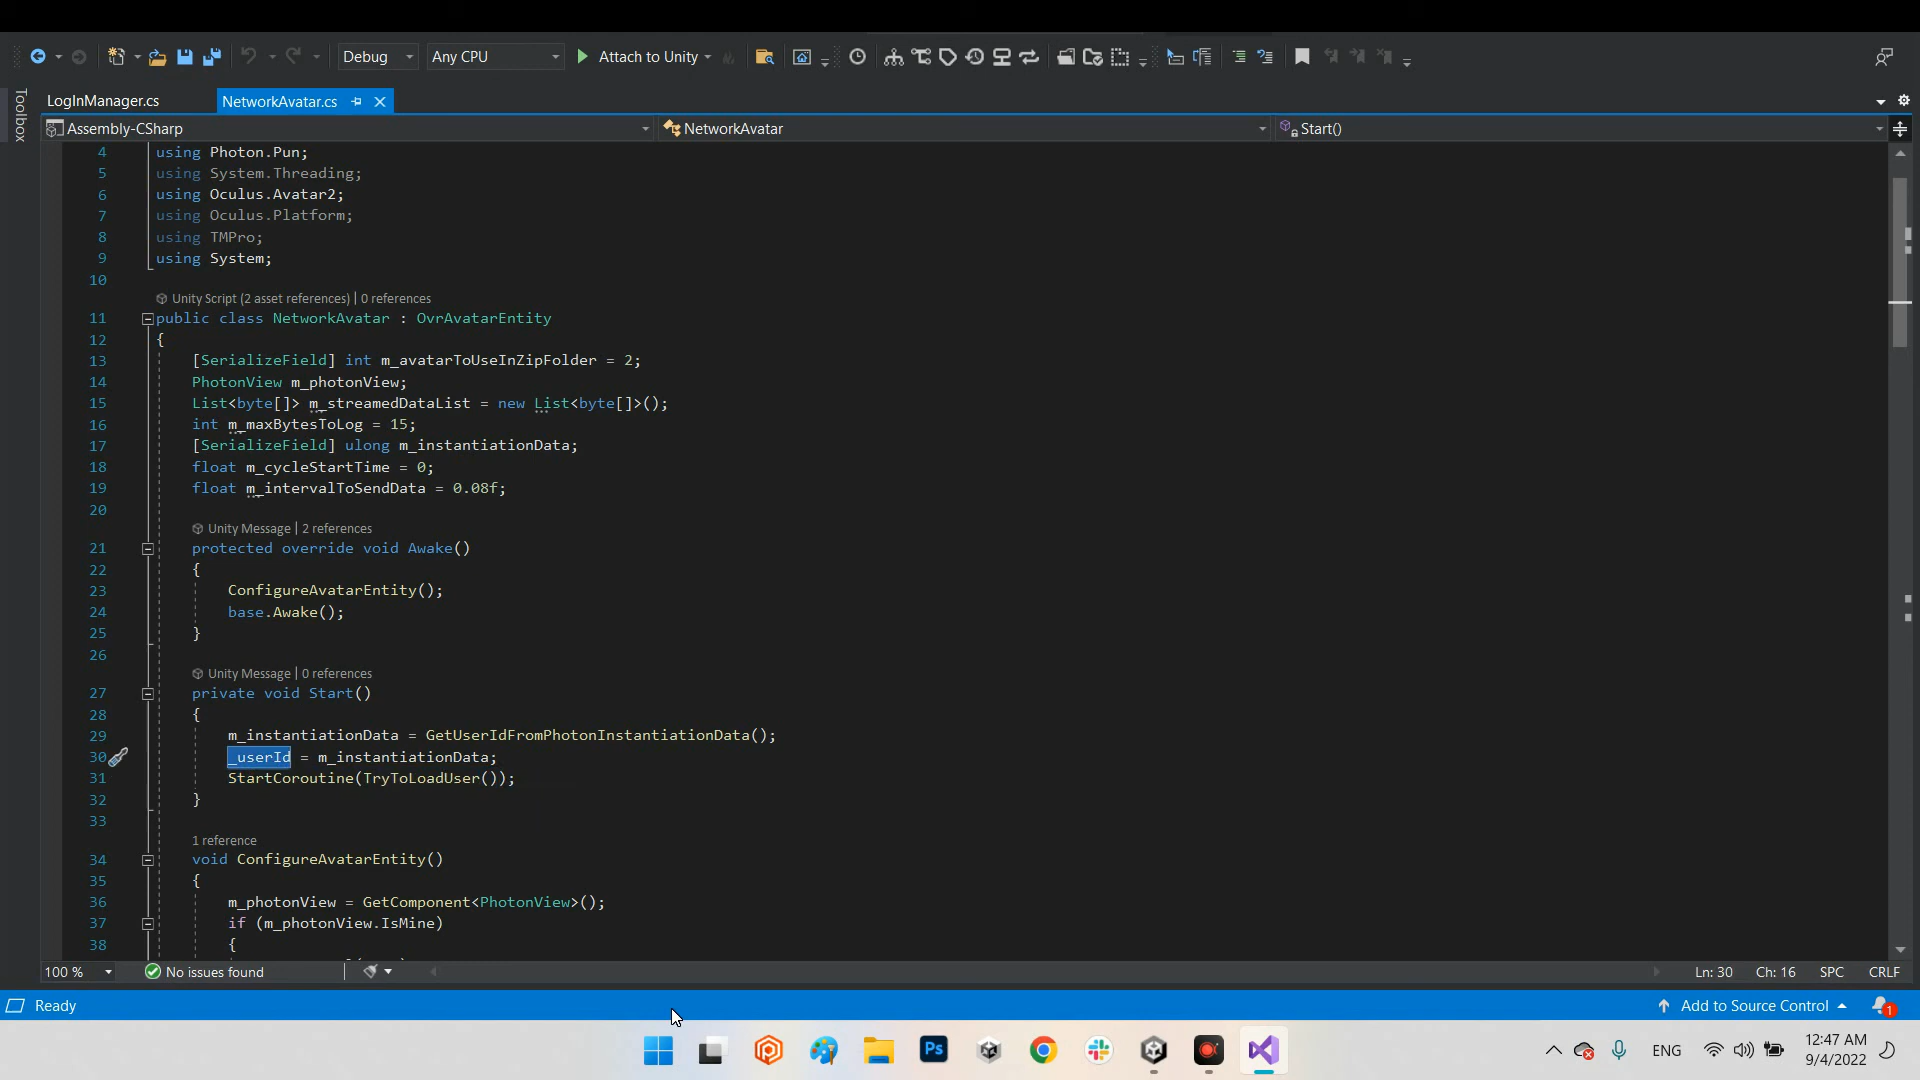 Debug
Any CPU
Attach to Unity
Toolbox
LogInManager.cs
NetworkAvatar.cs
Assembly-CSharp
NetworkAvatar
Start()
4 using Photon.Pun;
5 using System.Threading;
6 using Oculus.Avatar2;
7 using Oculus.Platform;
8 using TMPro;
9 using System;
10
Unity Script (2 asset references) | 0 references
11 public class NetworkAvatar : OvrAvatarEntity
12 {
13 [SerializeField] int m_avatarToUseInZipFolder = 2;
14 PhotonView m_photonView;
15 List<byte[]> m_streamedDataList = new List<byte[]>();
16 int m_maxBytesToLog = 15;
17 [SerializeField] ulong m_instantiationData;
18 float m_cycleStartTime = 0;
19 float m_intervalToSendData = 0.08f;
20
Unity Message | 2 references
21 protected override void Awake()
22 {
23 ConfigureAvatarEntity();
24 base.Awake();
25 }
26
Unity Message | 0 references
27 private void Start()
28 {
29 m_instantiationData = GetUserIdFromPhotonInstantiationData();
30 _userId = m_instantiationData;
31 StartCoroutine(TryToLoadUser());
32 }
33
1 reference
34 void ConfigureAvatarEntity()
35 {
36 m_photonView = GetComponent<PhotonView>();
37 if (m_photonView.IsMine)
38 {
100 %
No issues found
Ln: 30
Ch: 16
SPC
CRLF
Ready
Add to Source Control
1
Ps
ENG
12:47 AM
9/4/2022